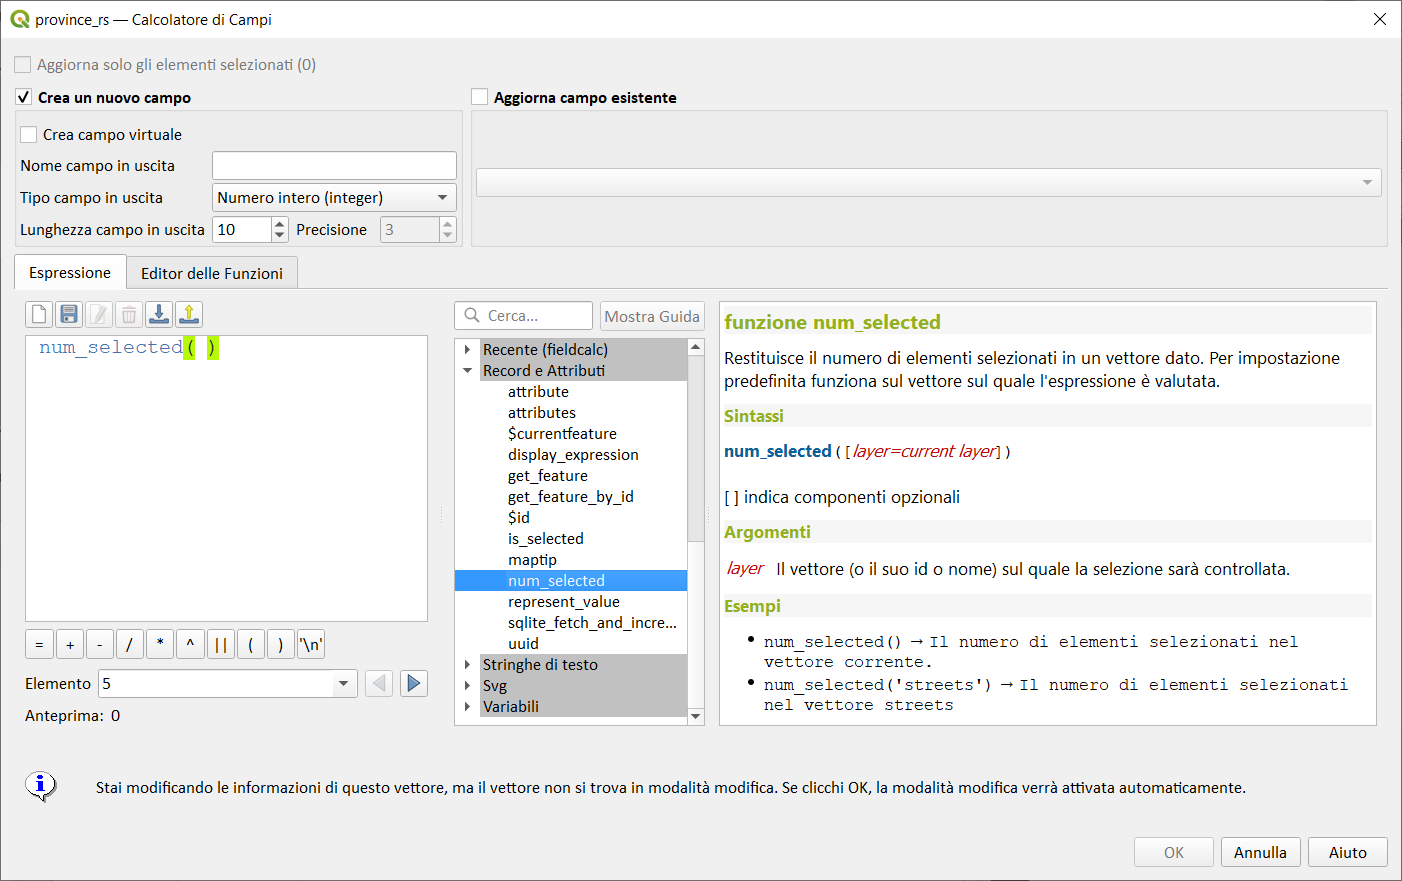 province_rs — Calcolatore di Campi
Aggiorna solo gli elementi selezionati (0)
Crea un nuovo campo
Aggiorna campo esistente
Crea campo virtuale
Nome campo in uscita
Tipo campo in uscita Numero intero (integer)
Lunghezza campo in uscita 10 Precisione 3
Espressione Editor delle Funzioni
num_selected( )
= + - / * ^ || ( ) '\n'
Elemento 5
Anteprima: 0
Cerca... Mostra Guida
Recente (fieldcalc)
Record e Attributi
attribute
attributes
$currentfeature
display_expression
get_feature
get_feature_by_id
$id
is_selected
maptip
num_selected
represent_value
sqlite_fetch_and_incre...
uuid
Stringhe di testo
Svg
Variabili
funzione num_selected
Restituisce il numero di elementi selezionati in un vettore dato. Per impostazione
predefinita funziona sul vettore sul quale l'espressione è valutata.
Sintassi
num_selected([layer=current layer])
[ ] indica componenti opzionali
Argomenti
layer Il vettore (o il suo id o nome) sul quale la selezione sarà controllata.
Esempi
• num_selected() → Il numero di elementi selezionati nel
vettore corrente.
• num_selected('streets') → Il numero di elementi selezionati
nel vettore streets
Stai modificando le informazioni di questo vettore, ma il vettore non si trova in modalità modifica. Se clicchi OK, la modalità modifica verrà attivata automaticamente.
OK Annulla Aiuto